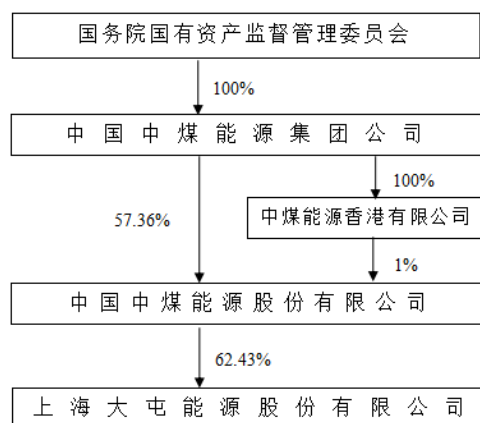 国务院国有资产监督管理委员会
100%
中国中煤能源集团公司
100%
57.36%
中煤能源香港有限公司
1%
中国中煤能源股份有限公司
62.43%
上海大屯能源股份有限公司